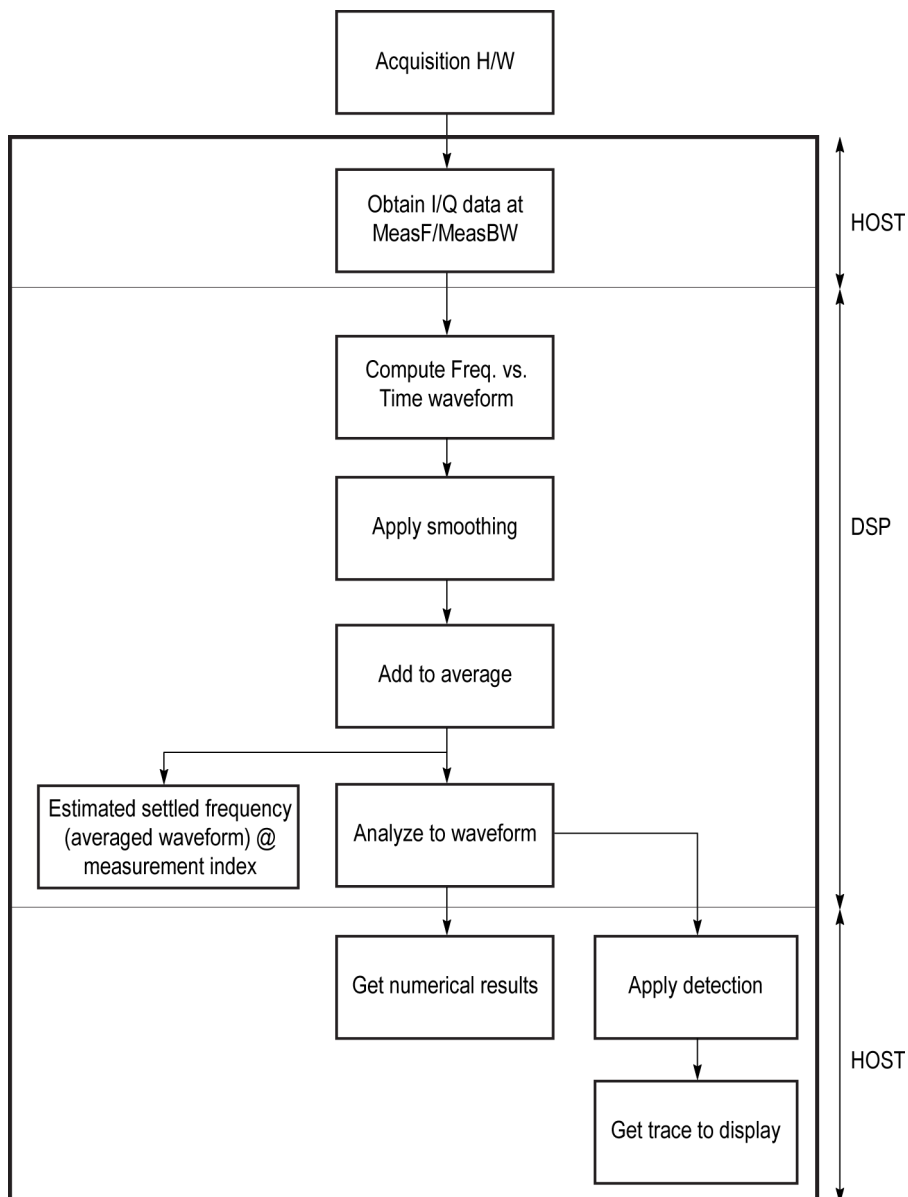 Acquisition H/W
Obtain I/Q data at
MeasF/MeasBW
HOST
Compute Freq. vs.
Time waveform
Apply smoothing
DSP
Add to average
Estimated settled frequency
(averaged waveform) @
measurement index
Analyze to waveform
Get numerical results
Apply detection
HOST
Get trace to display